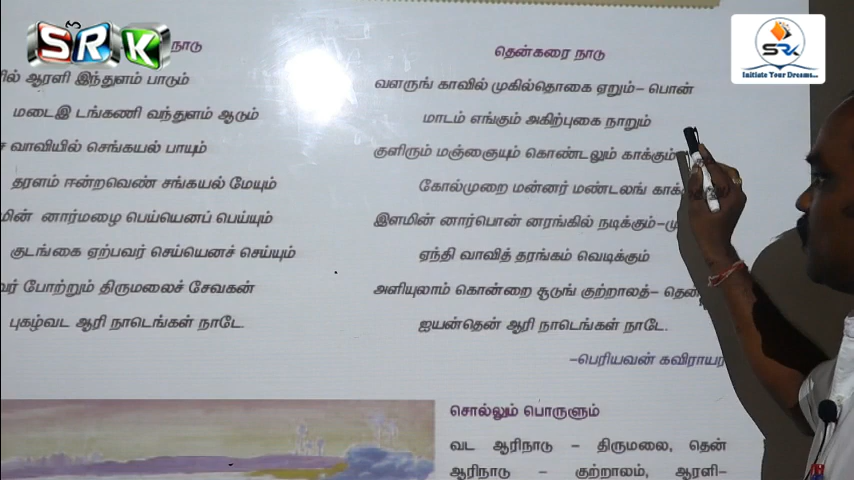 SRK
நாடு
ஆரளி இந்துளம் பாடும்
மடைஇ டங்கணி வந்துளம் ஆடும்
வாவியில் செங்கயல் பாயும்
தரளம் ஈன்றவெண் சங்கயல் மேயும்
மின் னார்மழை பெய்யெனப் பெய்யும்
குடங்கை ஏற்பவர் செய்யெனச் செய்யும்
போற்றும் திருமலைச் சேவகன்
புகழ்வட ஆரி நாடெங்கள் நாடே.
தென்கரை நாடு
வளருங் காவில் முகில்தொகை ஏறும்– பொன்
மாடம் எங்கும் அகிற்புகை நாறும்
குளிரும் மஞ்ஞையும் கொண்டலும் காக்கும்
கோல்முறை மன்னர் மண்டலங்
இளமின் னார்பொன் னரங்கில் நடிக்கும்–
ஏந்தி வாவித் தரங்கம் வெடிக்கும்
அளியுலாம் கொன்றை சூடுங் குற்றாலத்–
ஐயன்தென் ஆரி நாடெங்கள் நாடே.
–பெரியவன் கவிராயர்
சொல்லும் பொருளும்
வட ஆரிநாடு – திருமலை, தென்
ஆரிநாடு – குற்றாலம், ஆரளி–
SRK
Initiate Your Dreams...